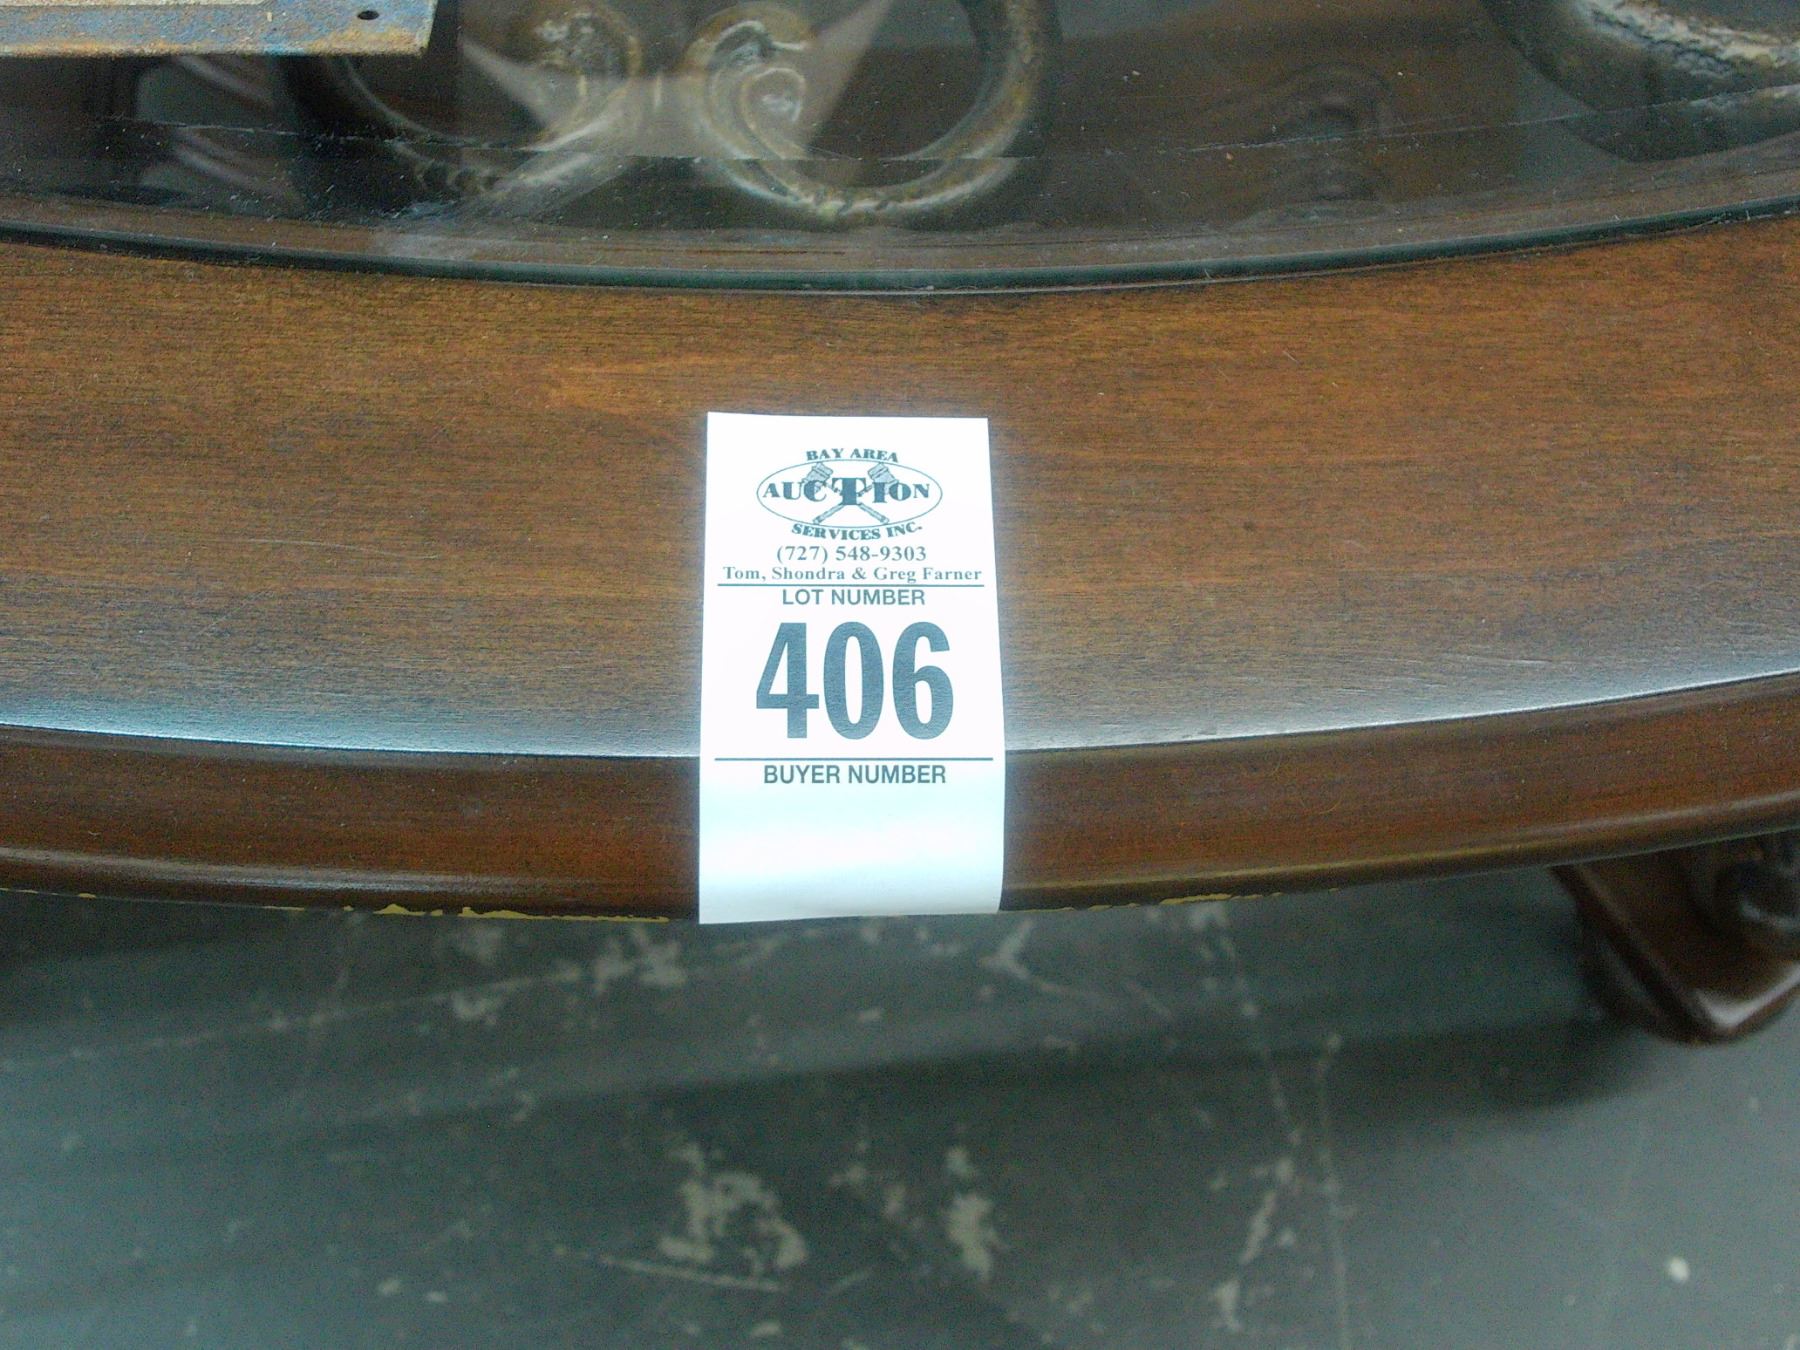 BAY AREA
AUCTION
SERVICES INC.
(727) 548-9303
Tom, Shondra & Greg Farner
LOT NUMBER
406
BUYER NUMBER